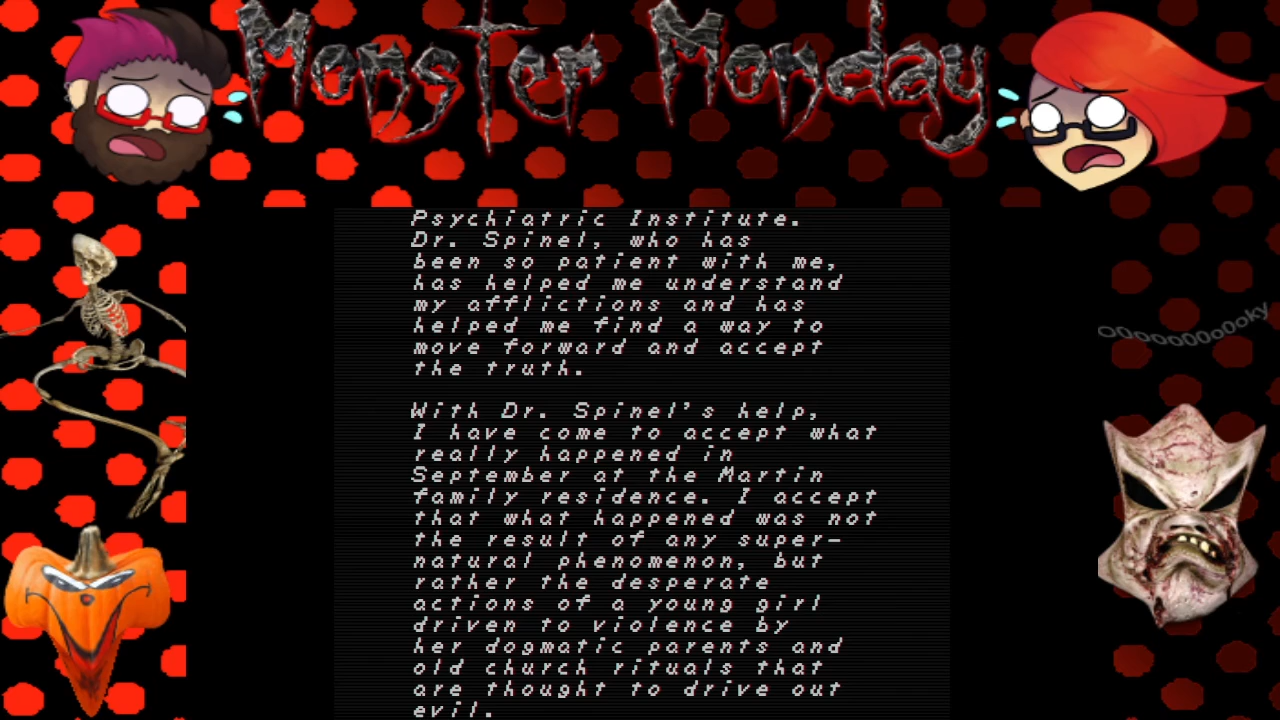 Monster Monday
Psychiatric Institute.
Dr. Spinel, who has
been so patient with me,
has helped me understand
my afflictions and has
helped me find a way to
move forward and accept
the truth.
OOooooOOoOOoky
With Dr. Spinel's help,
I have come to accept what
really happened in
September at the Martin
family residence. I accept
that what happened was not
the result of any super-
natural phenomenon, but
rather the desperate
actions of a young girl
driven to violence by
her dogmatic parents and
old church rituals that
are thought to drive out
evil.